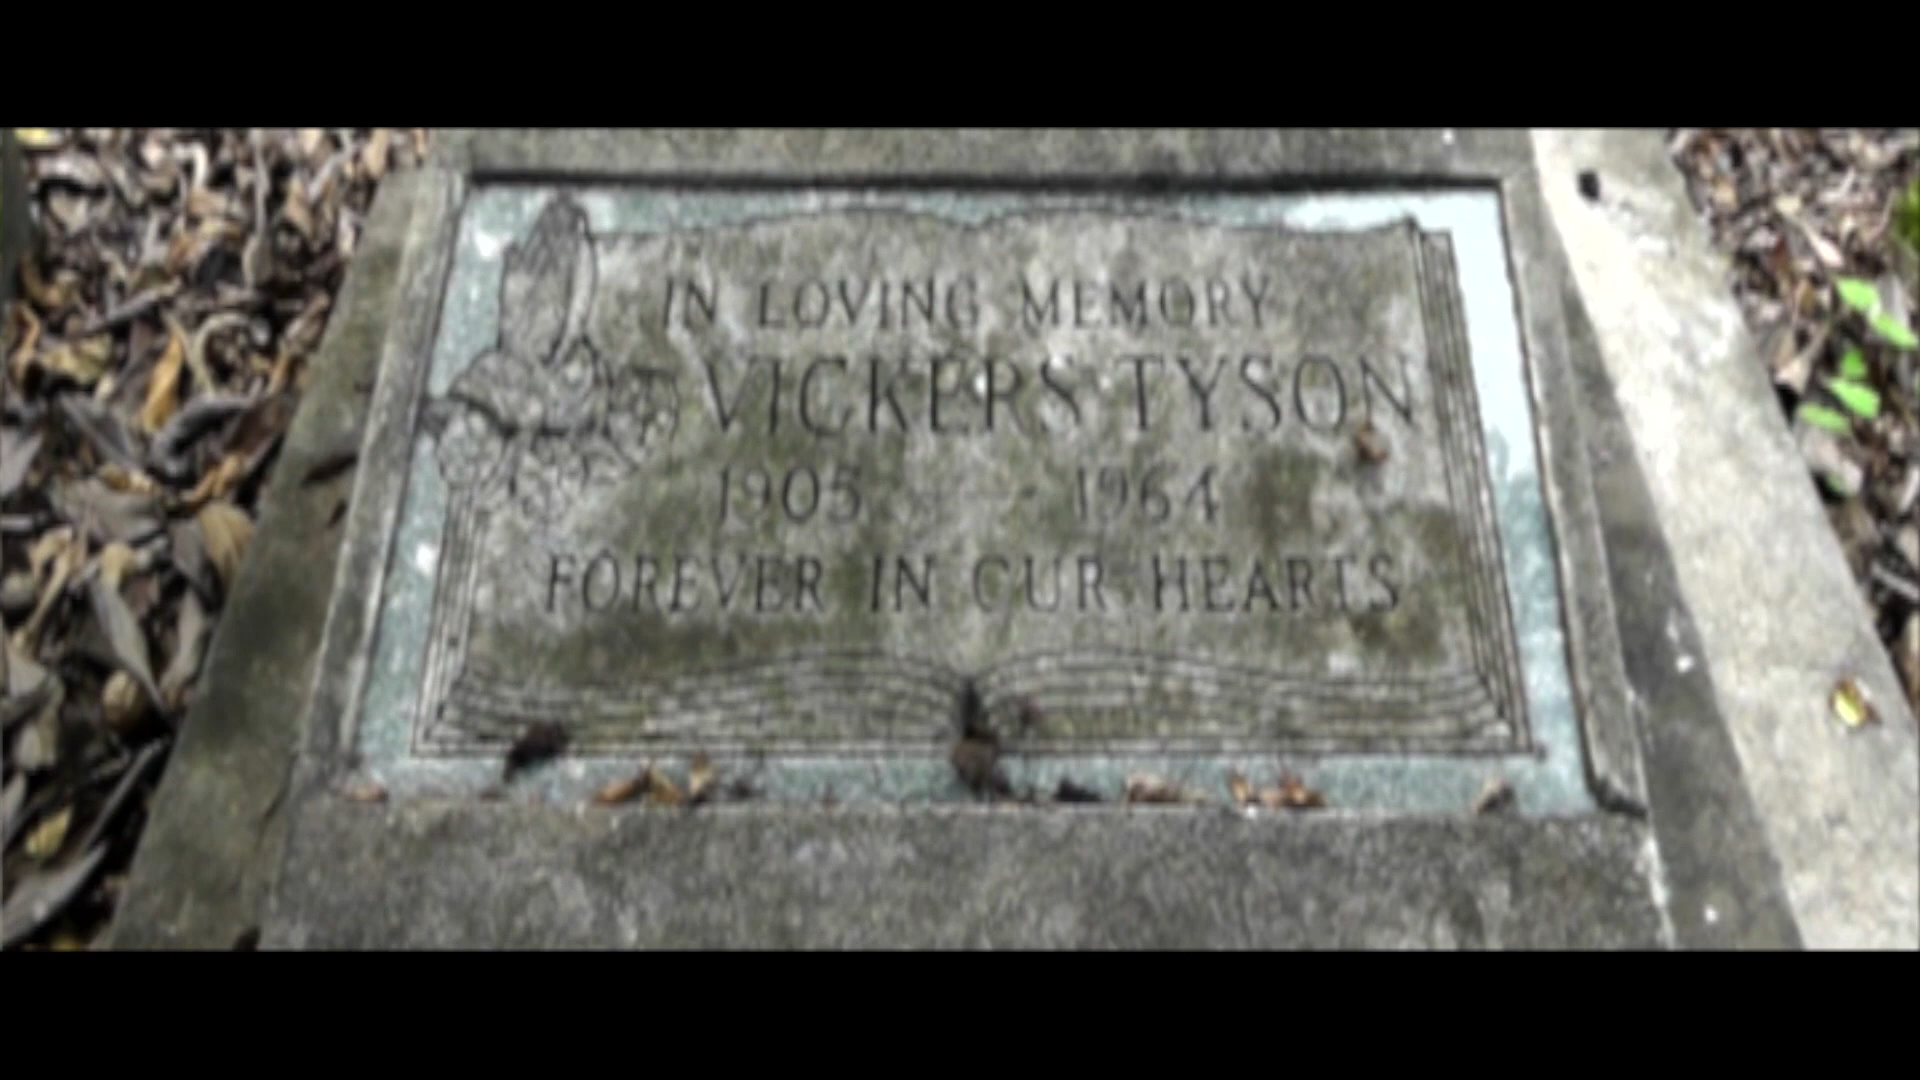 IN LOVING MEMORY
VICKERS TYSON
1905 - 1964
FOREVER IN OUR HEARTS